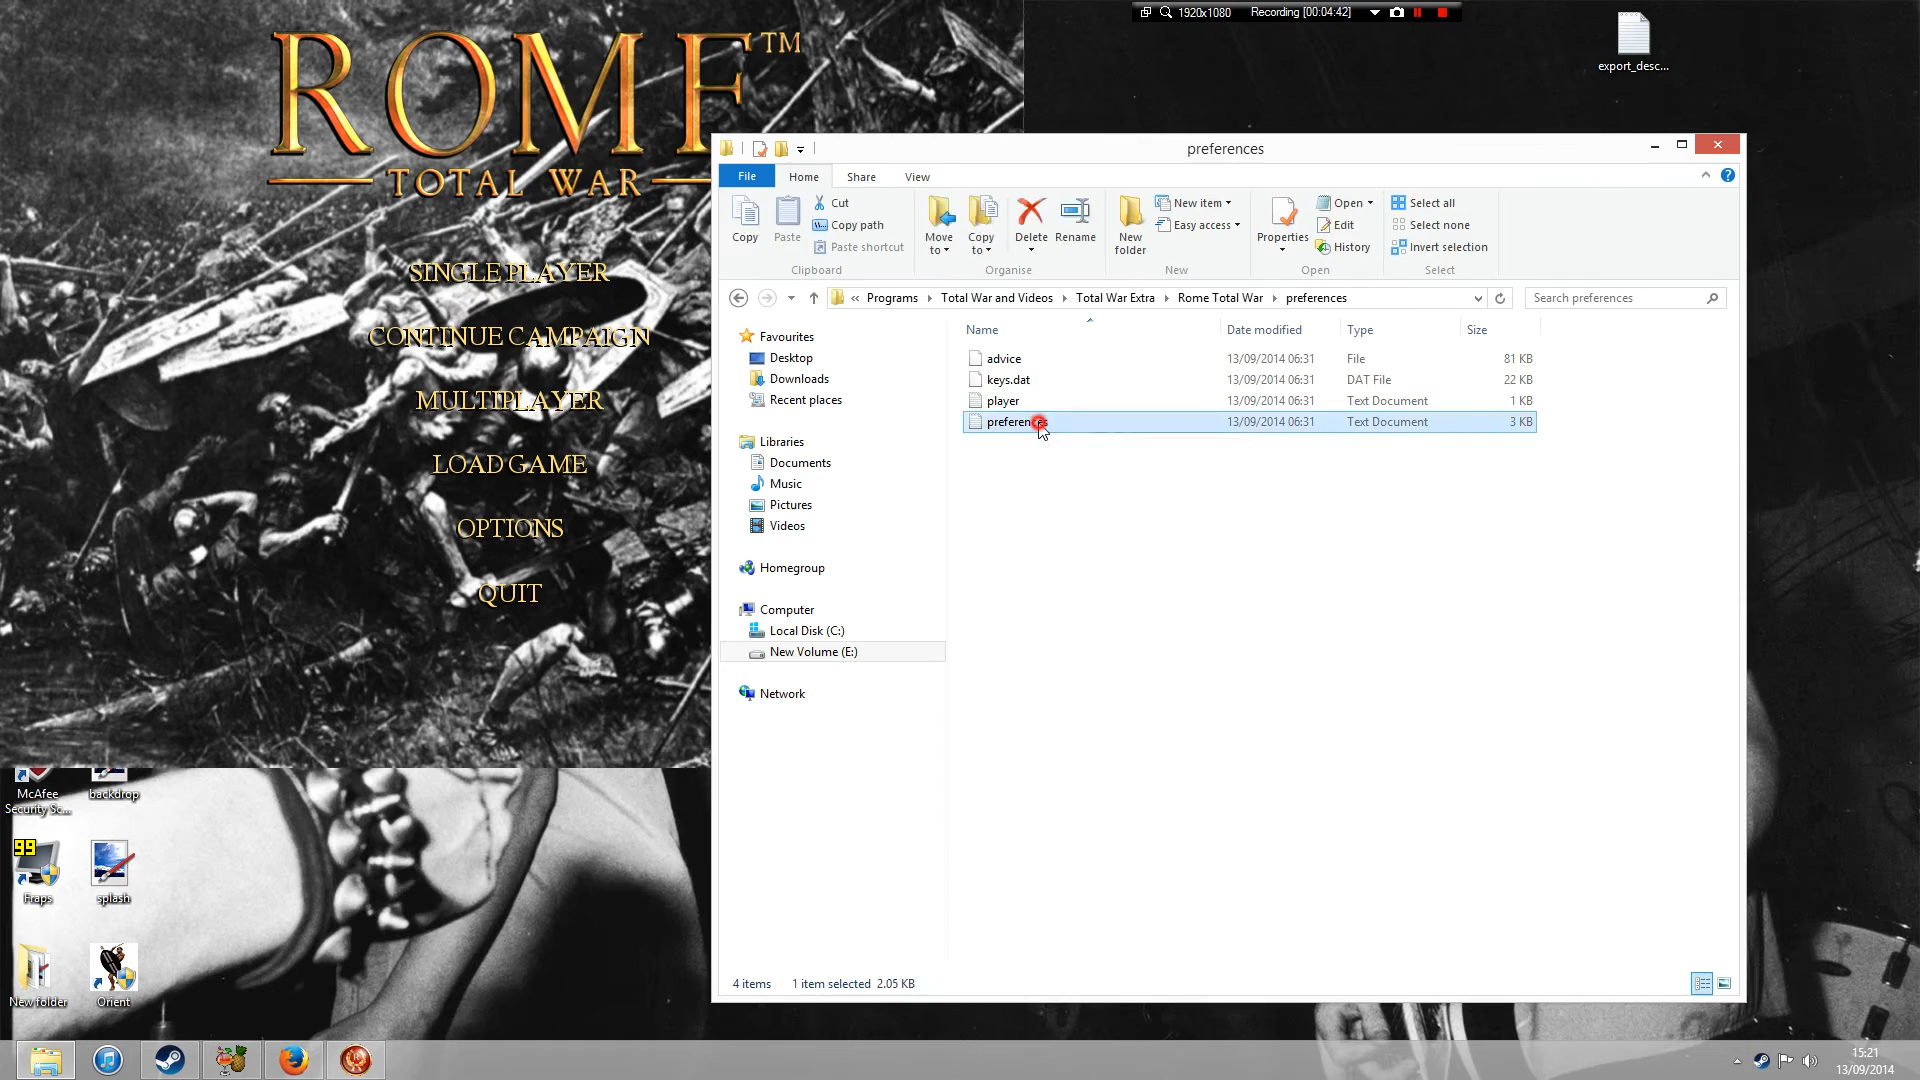 1920x1080 Recording [00:04:42]
export_desc...
ROME™
TOTAL WAR
SINGLE PLAYER
CONTINUE CAMPAIGN
MULTIPLAYER
LOAD GAME
OPTIONS
QUIT
preferences
File Home Share View
Copy
Paste
Cut
Copy path
Paste shortcut
Clipboard
Move to
Copy to
Delete
Rename
Organise
New folder
New item
Easy access
New
Properties
Open
Edit
History
Open
Select all
Select none
Invert selection
Select
« Programs Total War and Videos Total War Extra Rome Total War preferences
Search preferences
Favourites
Desktop
Downloads
Recent places
Libraries
Documents
Music
Pictures
Videos
Homegroup
Computer
Local Disk (C:)
New Volume (E:)
Network
Name Date modified Type Size
advice 13/09/2014 06:31 File 81 KB
keys.dat 13/09/2014 06:31 DAT File 22 KB
player 13/09/2014 06:31 Text Document 1 KB
preferences 13/09/2014 06:31 Text Document 3 KB
4 items 1 item selected 2.05 KB
McAfee
Security Sc...
backdrop
99
Fraps
splash
New folder
Orient
15:21
13/09/2014